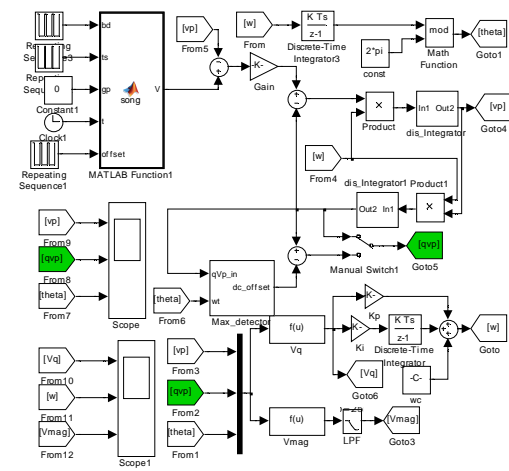 bd
[vp]
[w]
K Ts
z-1
mod
[theta]
From5
From
Discrete-Time
Integrator3
2*pi
Math
Function
Goto1
ts
const
0
gp
song
V
-K-
Constant1
Gain
t
×
In1 Out2
[vp]
Clock1
Product
dis_Integrator
Goto4
offset
[w]
Repeating
Sequence1
MATLAB Function1
From4
dis_Integrator1
Product1
Out2 In1
×
[vp]
From9
[qvp]
Goto5
[qvp]
Manual Switch1
From8
qVp_in
dc_offset
[theta]
[theta]
wt
From7
Scope
From6
Max_detector
K-
Kp
[vp]
f(u)
K-
K Ts
z-1
[w]
From3
Vq
Ki
Discrete-Time
Integrator
Goto
[Vq]
From10
[qvp]
[Vq]
-C-
[w]
From2
Goto6
wc
From11
[Vmag]
[theta]
f(u)
[Vmag]
From12
From1
Vmag
LPF
Goto3
Scope1